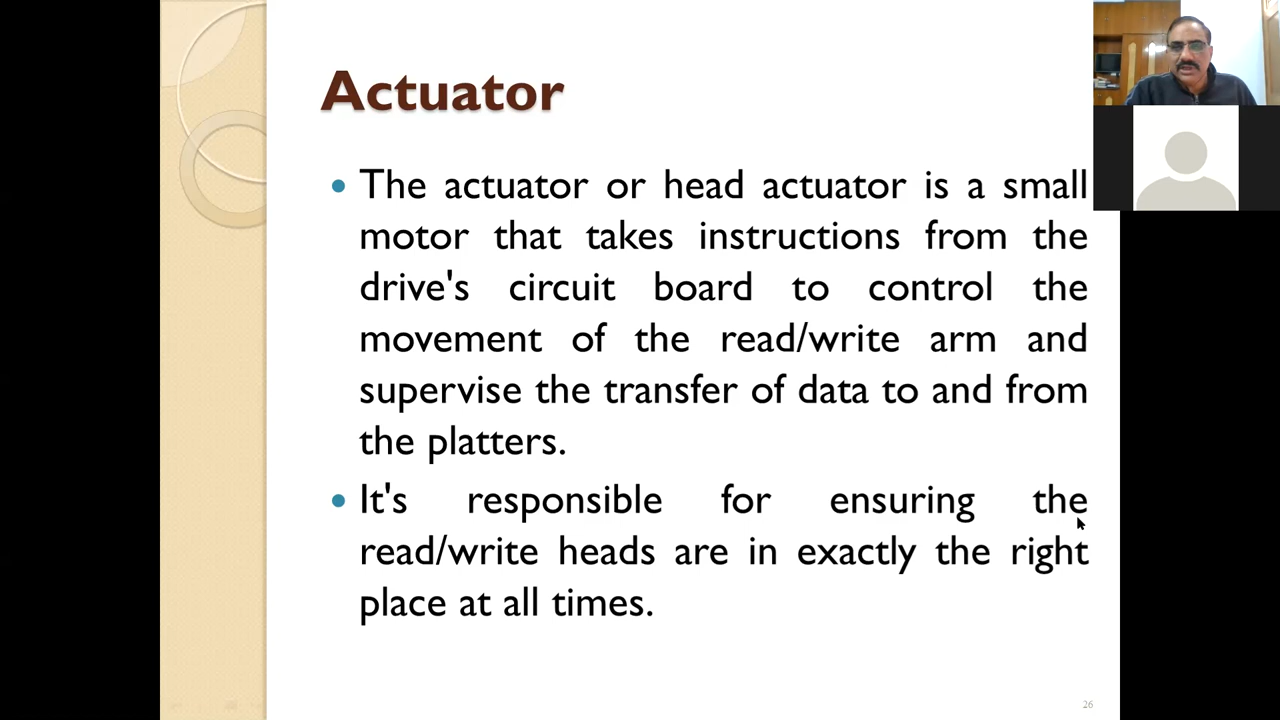 Actuator
• The actuator or head actuator is a small
motor that takes instructions from the
drive's circuit board to control the
movement of the read/write arm and
supervise the transfer of data to and from
the platters.
• It's responsible for ensuring the
read/write heads are in exactly the right
place at all times.
26